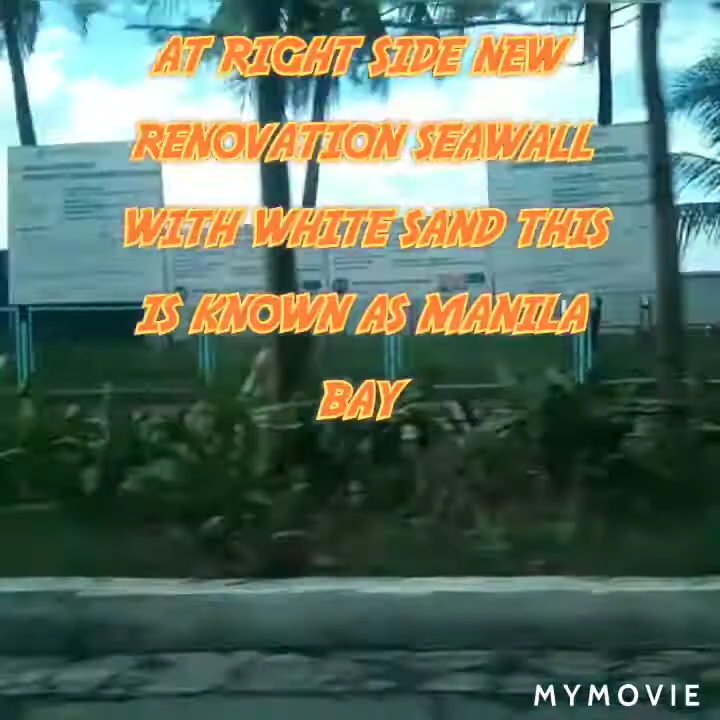 AT RIGHT SIDE NEW
RENOVATION SEAWALL
WITH WHITE SAND THIS
IS KNOWN AS MANILA
BAY
MYMOVIE